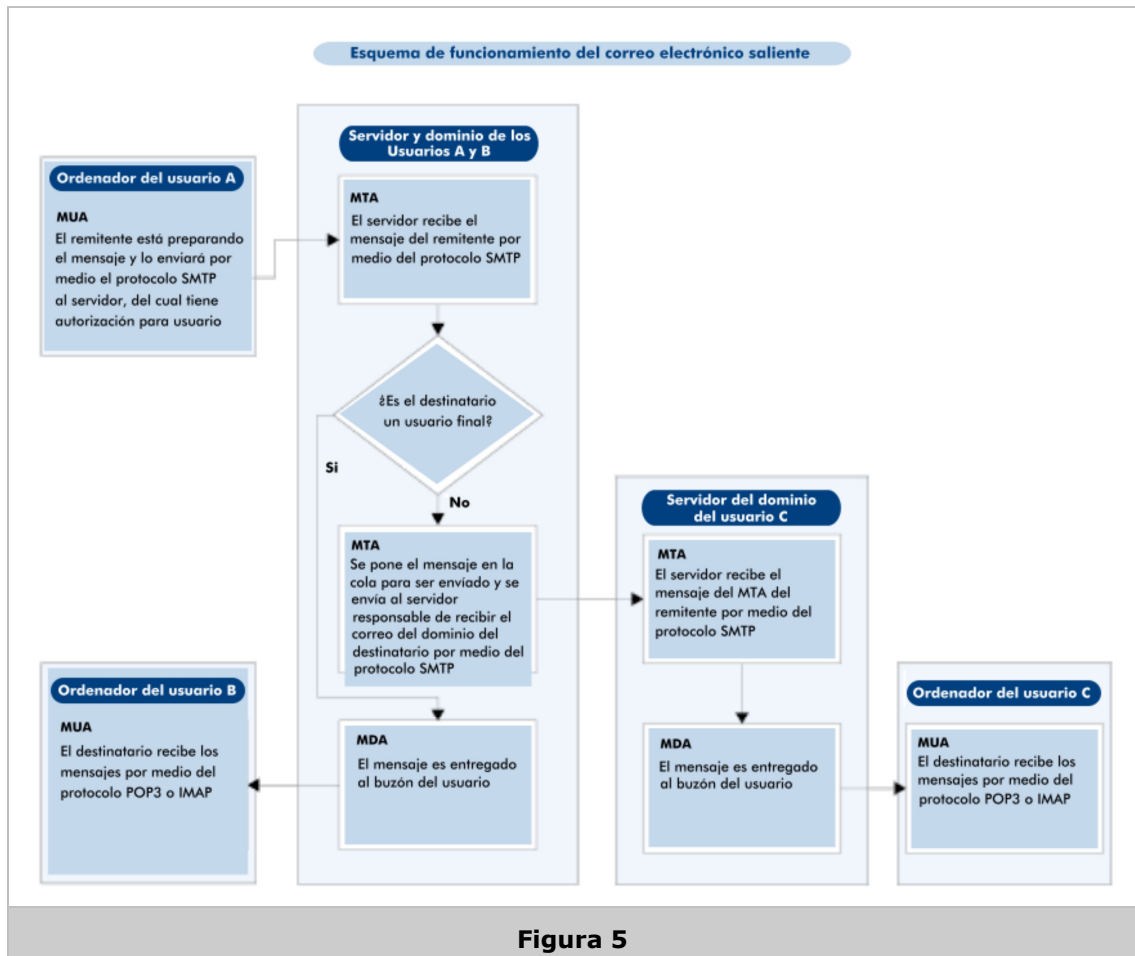 Esquema de funcionamiento del correo electrónico saliente
Ordenador del usuario A
MUA
El remitente está preparando
el mensaje y lo enviará por
medio el protocolo SMTP
al servidor, del cual tiene
autorización para usuario
Servidor y dominio de los
Usuarios A y B
MTA
El servidor recibe el
mensaje del remitente por
medio del protocolo SMTP
¿Es el destinatario
un usuario final?
Si
No
MTA
Se pone el mensaje en la
cola para ser envíado y se
envía al servidor
responsable de recibir el
correo del dominio del
destinatario por medio del
protocolo SMTP
MDA
El mensaje es entregado
al buzón del usuario
Ordenador del usuario B
MUA
El destinatario recibe los
mensajes por medio del
protocolo POP3 o IMAP
Servidor del dominio
del usuario C
MTA
El servidor recibe el
mensaje del MTA del
remitente por medio del
protocolo SMTP
MDA
El mensaje es entregado
al buzón del usuario
Ordenador del usuario C
MUA
El destinatario recibe los
mensajes por medio del
protocolo POP3 o IMAP
Figura 5